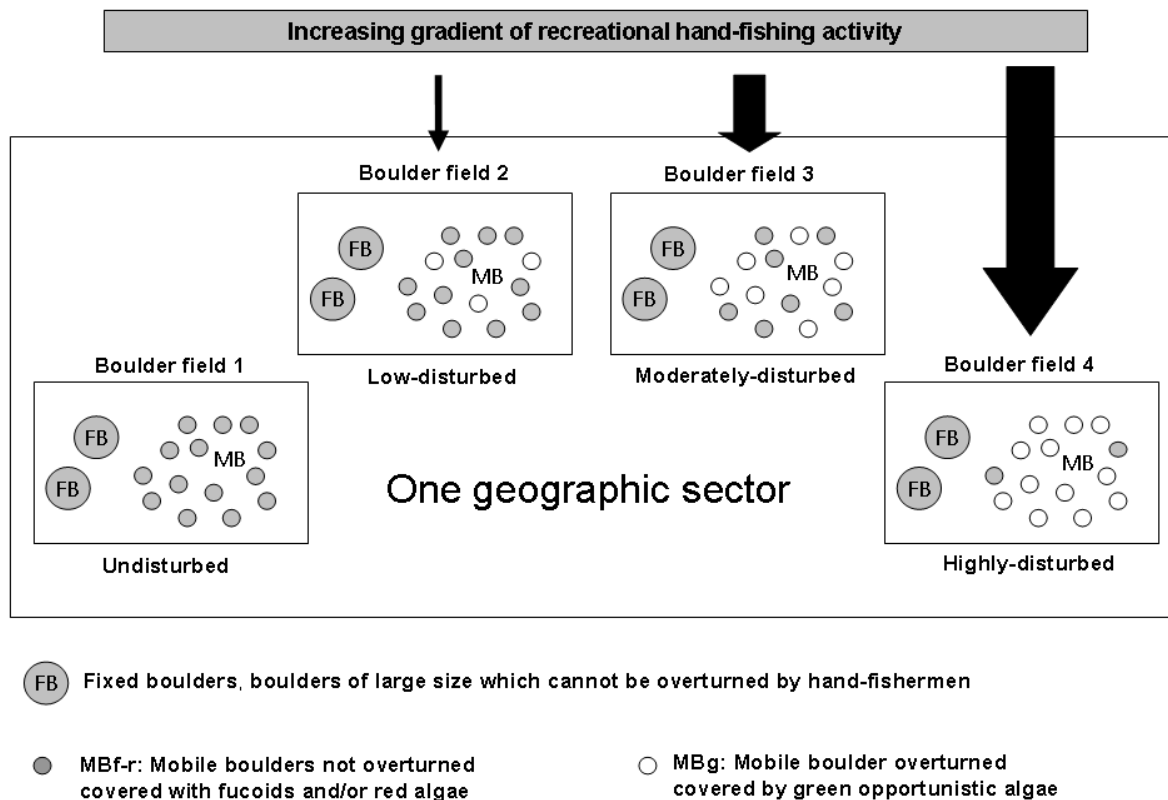 Increasing gradient of recreational hand-fishing activity
Boulder field 2
Boulder field 3
FB
FB
MB
FB
FB
MB
Low-disturbed
Moderately-disturbed
Boulder field 1
Boulder field 4
FB
FB
MB
FB
FB
MB
One geographic sector
Undisturbed
Highly-disturbed
FB
Fixed boulders, boulders of large size which cannot be overturned by hand-fishermen
MBf-r: Mobile boulders not overturned
covered with fucoids and/or red algae
MBg: Mobile boulder overturned
covered by green opportunistic algae